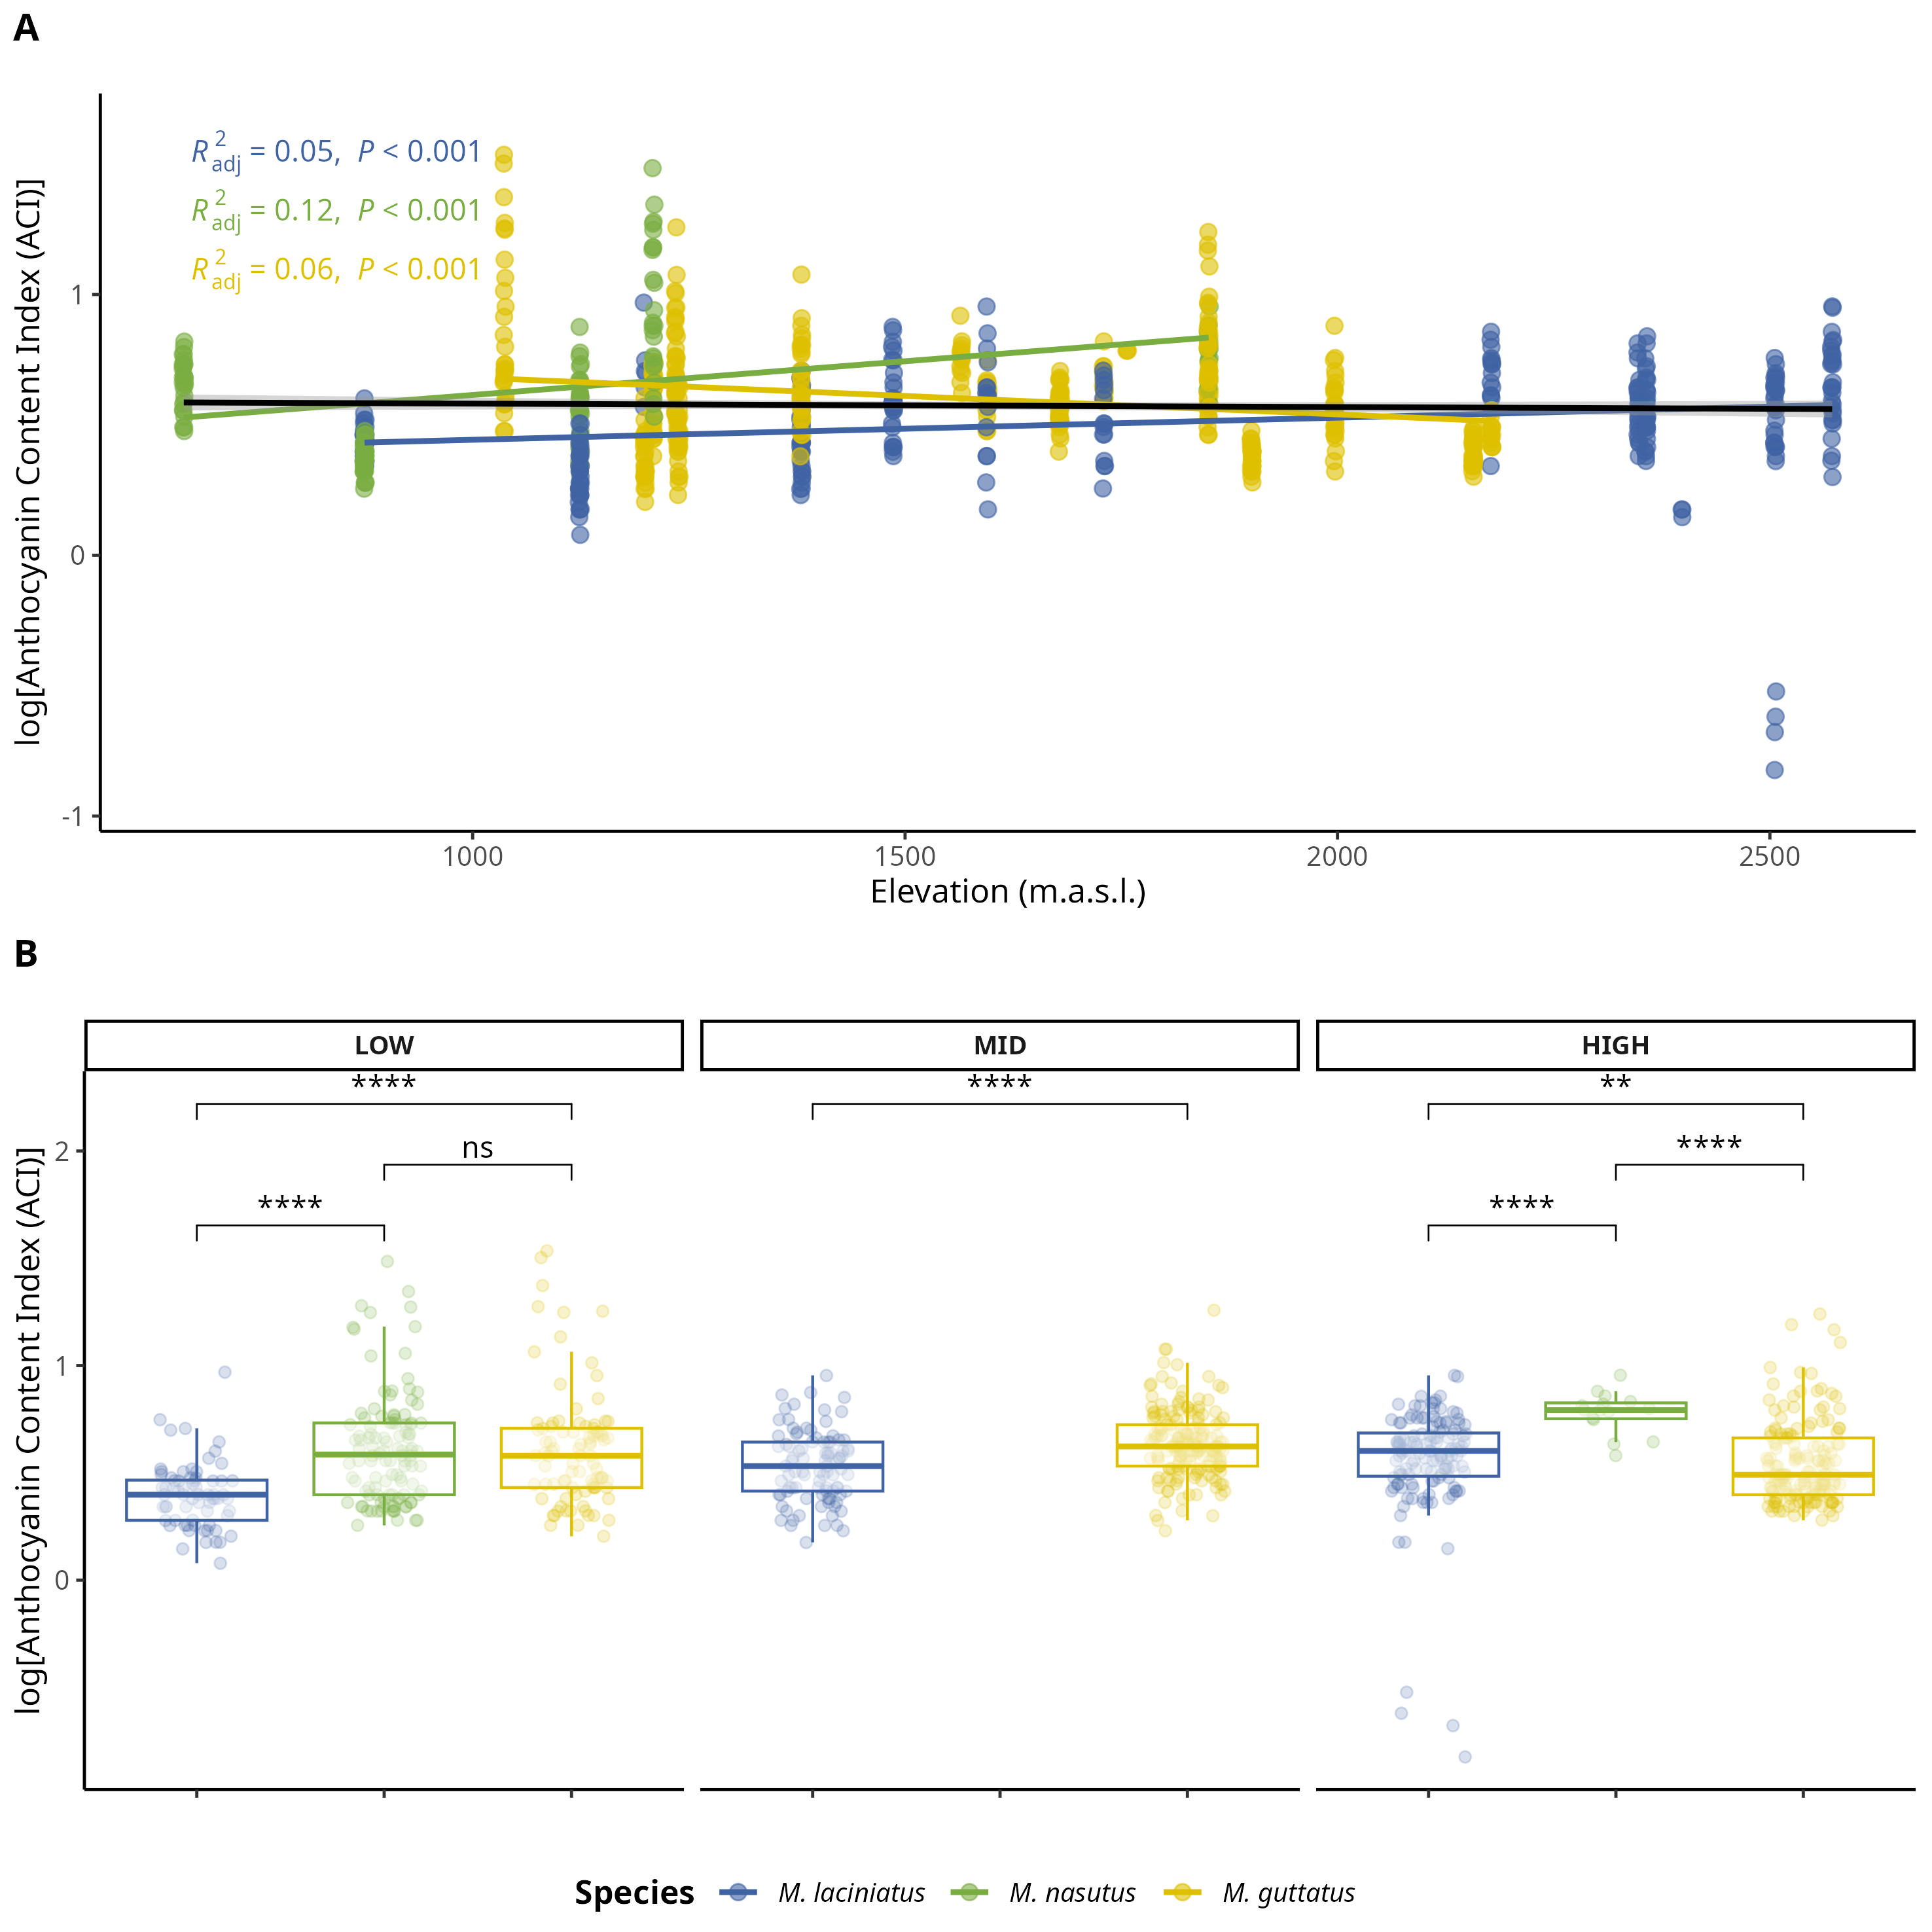 A
log[Anthocyanin Content Index (ACI)]
R²adj = 0.05, P < 0.001
R²adj = 0.12, P < 0.001
R²adj = 0.06, P < 0.001
1
0
-1
1000 1500 2000 2500
Elevation (m.a.s.l.)
B
log[Anthocyanin Content Index (ACI)]
LOW MID HIGH
**** **** **
2
ns ****
**** ****
1
0
Species M. laciniatus M. nasutus M. guttatus